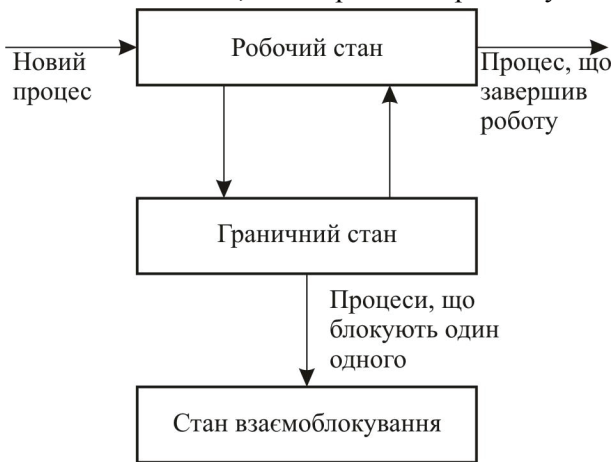 Робочий стан
Новий
процес
Процес, що
завершив
роботу
Граничний стан
Процеси, що
блокують один
одного
Стан взаємоблокування